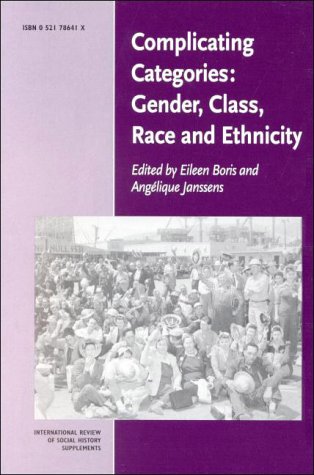 ISBN 0 521 78641 X
Complicating
Categories:
Gender, Class,
Race and Ethnicity
Edited by Eileen Boris and
Angélique Janssens
INTERNATIONAL REVIEW
OF SOCIAL HISTORY
SUPPLEMENTS